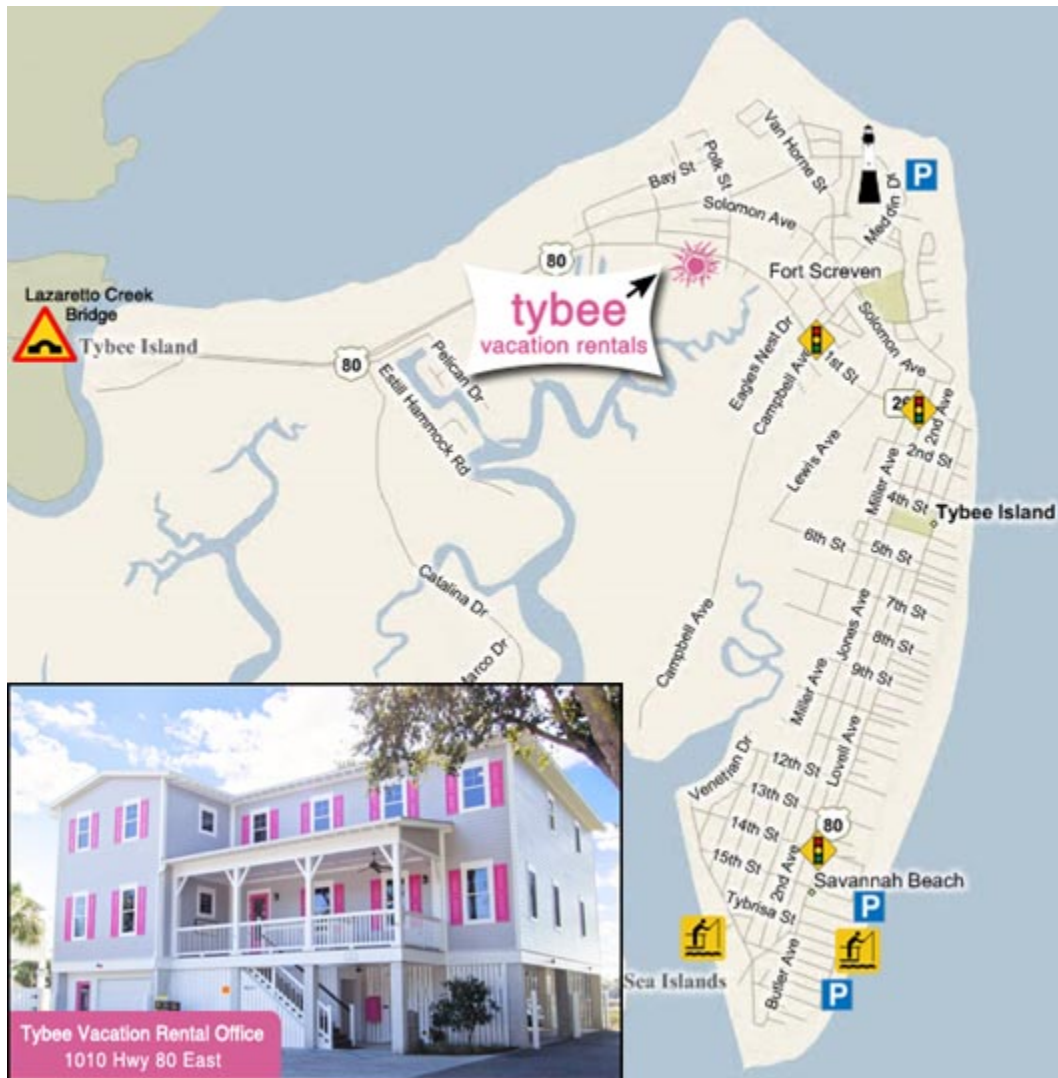 Van Horne St
Polk St
Bay St
P
Solomon Ave
Meddin Dr
80
Fort Screven
Lazaretto Creek
Bridge
Tybee Island
tybee
vacation rentals
80
Pelican Dr
Estill Hammock Rd
Eagles Nest Dr
Campbell Ave
1st St
Solomon Ave
2nd Ave
2nd St
Lewis Ave
Miller Ave
4th St
Tybee Island
6th St
5th St
Catalina Dr
Campbell Ave
7th St
Jones Ave
8th St
9th St
Marco Dr
Miller Ave
Lovell Ave
Venetian Dr
12th St
13th St
14th St
80
15th St
2nd Ave
Savannah Beach
Tybrisa St
P
Sea Islands
Butler Ave
P
Tybee Vacation Rental Office
1010 Hwy 80 East